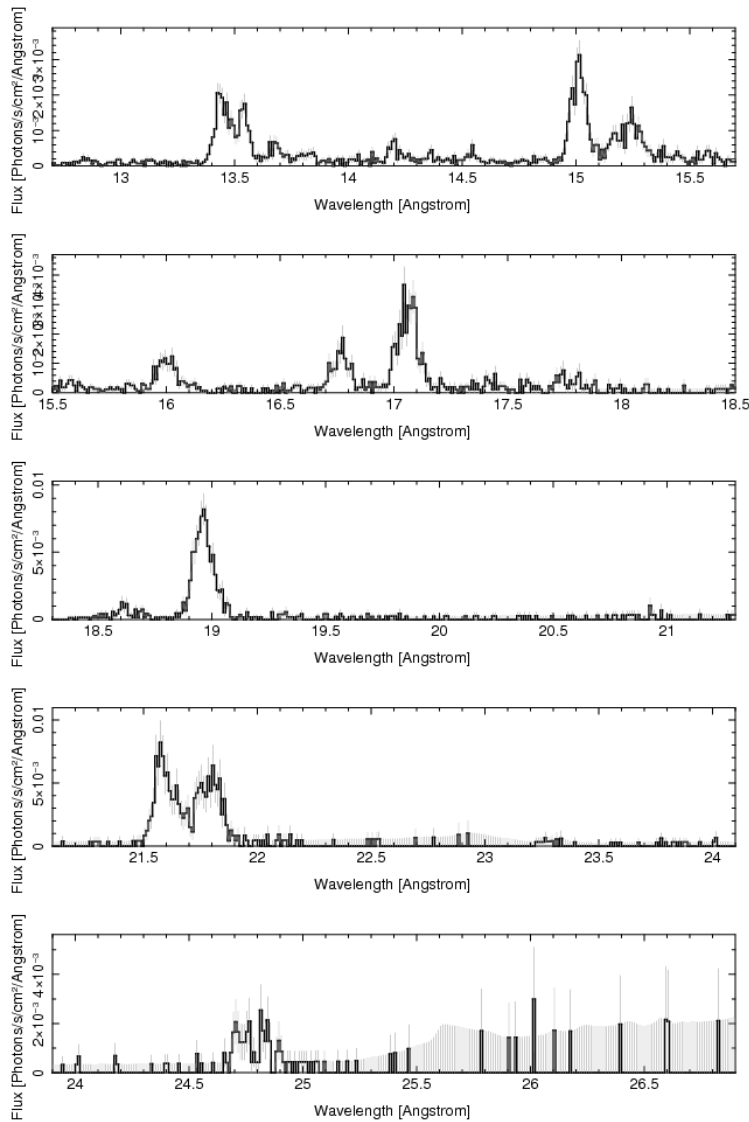 Flux [Photons/s/cm²/Angstrom]
0
3×10⁻³
13 13.5 14 14.5 15 15.5
Wavelength [Angstrom]
Flux [Photons/s/cm²/Angstrom]
0
15.5 16 16.5 17 17.5 18 18.5
Wavelength [Angstrom]
Flux [Photons/s/cm²/Angstrom]
0 5×10⁻³ 0.01
18.5 19 19.5 20 20.5 21
Wavelength [Angstrom]
Flux [Photons/s/cm²/Angstrom]
0 5×10⁻³ 0.01
21.5 22 22.5 23 23.5 24
Wavelength [Angstrom]
Flux [Photons/s/cm²/Angstrom]
0 2×10⁻³ 4×10⁻³
24 24.5 25 25.5 26 26.5
Wavelength [Angstrom]